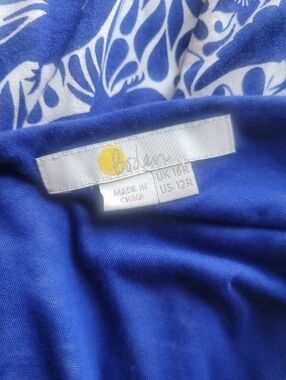 Boden
MADE IN
CHINA
UK 16R
US 12R